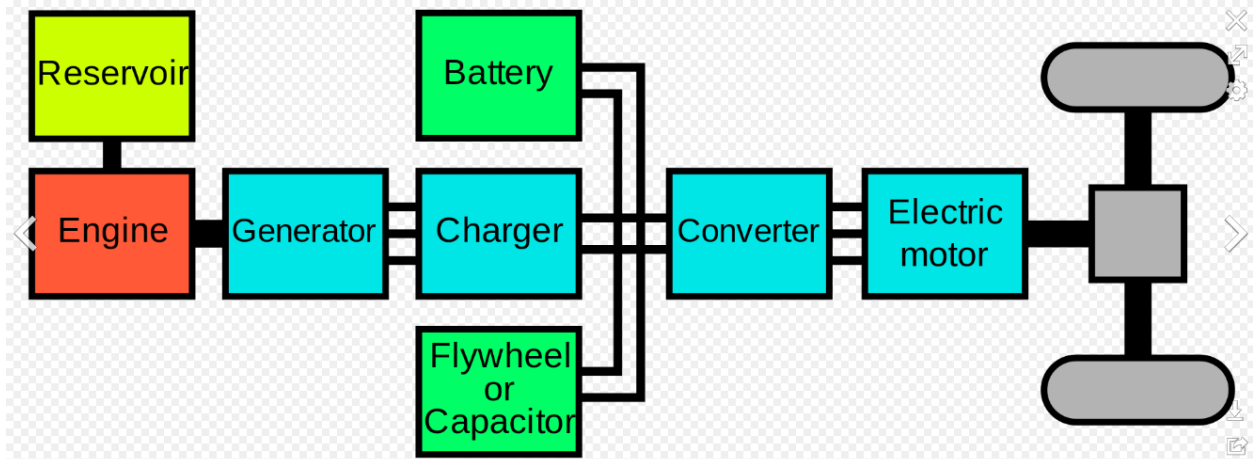 Reservoir
Battery
Engine
Generator
Charger
Converter
Electric
motor
Flywheel
or
Capacitor